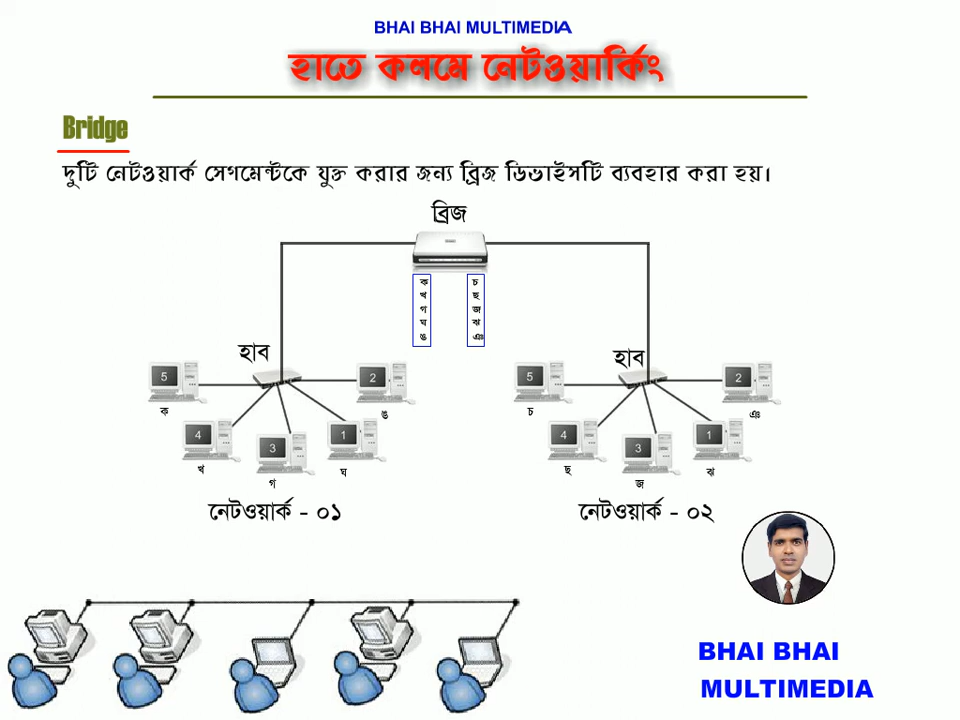 BHAI BHAI MULTIMEDIA
হাতে কলমে নেটওয়ার্কিং
Bridge
দুটি নেটওয়ার্ক সেগমেন্টকে যুক্ত করার জন্য ব্রিজ ডিভাইসটি ব্যবহার করা হয়।
ব্রিজ
ক চ
খ ছ
গ জ
ঘ ঝ
ঙ ঞ
হাব
হাব
5 2 5 2
ক ঙ চ ঞ
4 3 1 4 3 1
খ গ ঘ ছ জ ঝ
নেটওয়ার্ক - ০১
নেটওয়ার্ক - ০২
BHAI BHAI
MULTIMEDIA